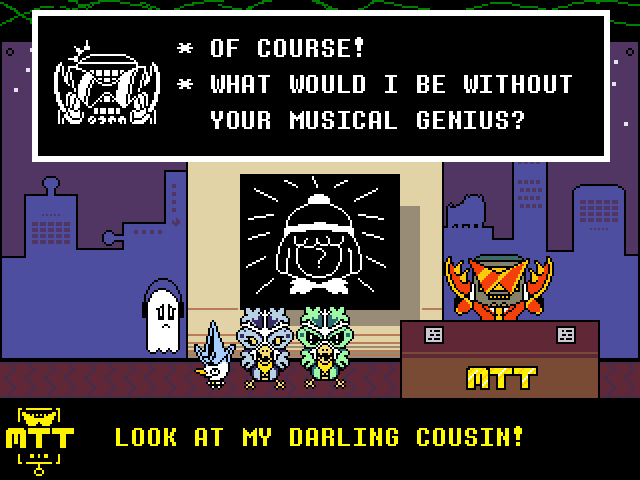 * OF COURSE!
* WHAT WOULD I BE WITHOUT
YOUR MUSICAL GENIUS?
?
MTT
MTT
LOOK AT MY DARLING COUSIN!